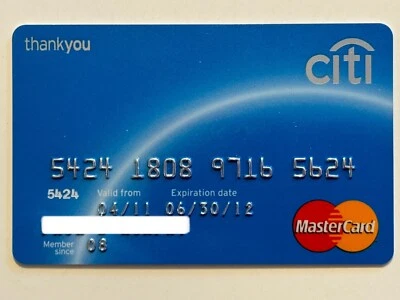 thankyou
citi
5424 1808 9716 5624
5424 Valid from Expiration date
04/11 06/30/12
Member since 08
MasterCard